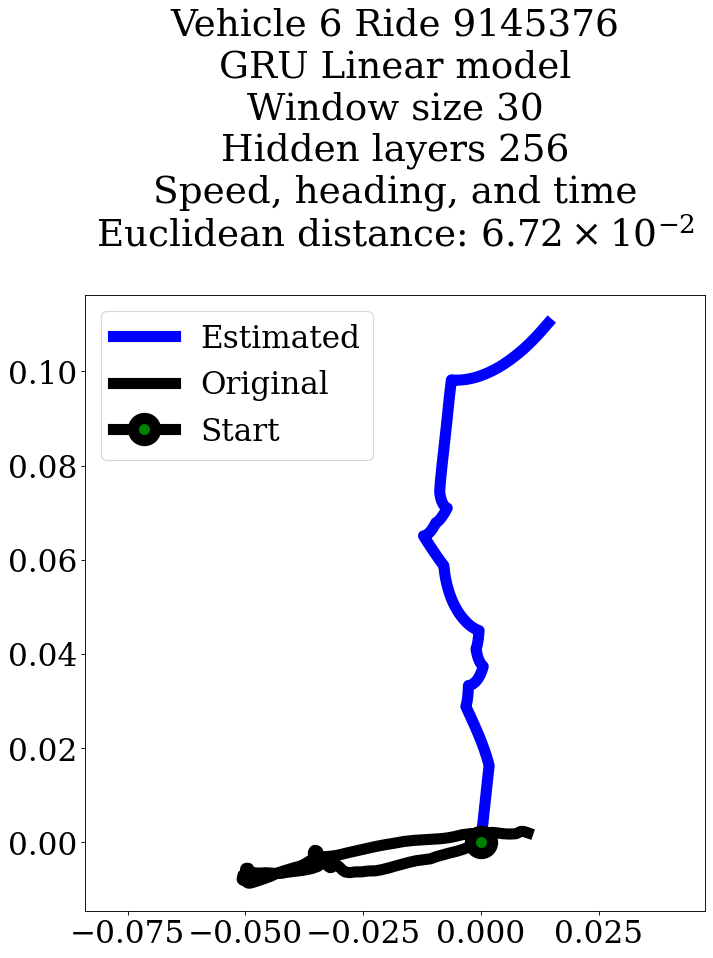 Vehicle 6 Ride 9145376
GRU Linear model
Window size 30
Hidden layers 256
Speed, heading, and time
Euclidean distance: 6.72 × 10⁻²
Estimated
Original
Start
0.10
0.08
0.06
0.04
0.02
0.00
−0.075 −0.050 −0.025 0.000 0.025